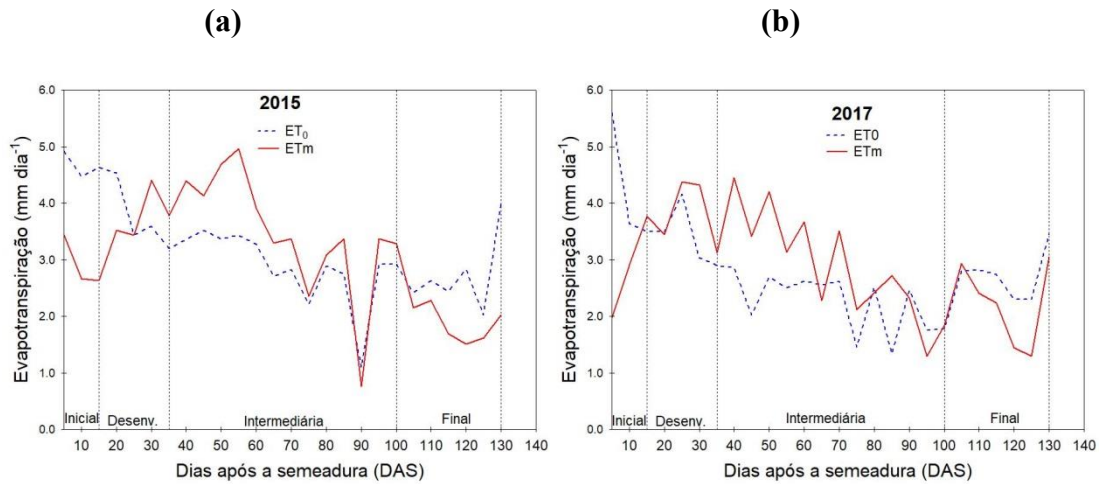 (a)
2015
ET₀
ETm
Evapotranspiração (mm dia⁻¹)
6.0
5.0
4.0
3.0
2.0
1.0
0.0
Inicial
Desenv.
Intermediária
Final
10 20 30 40 50 60 70 80 90 100 110 120 130 140
Dias após a semeadura (DAS)
(b)
2017
ET0
ETm
Evapotranspiração (mm dia⁻¹)
6.0
5.0
4.0
3.0
2.0
1.0
0.0
Inicial
Desenv.
Intermediária
Final
10 20 30 40 50 60 70 80 90 100 110 120 130 140
Dias após a semeadura (DAS)